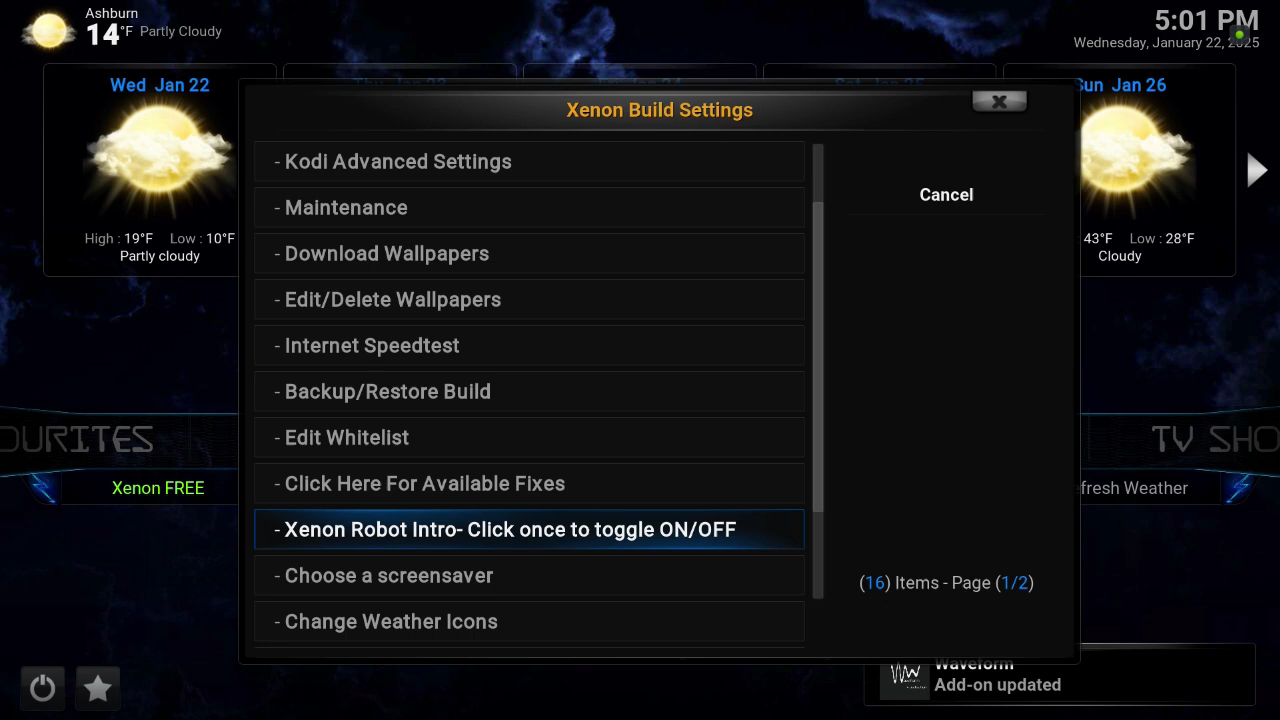 Ashburn
14°F Partly Cloudy
5:01 PM
Wednesday, January 22, 2025
Wed Jan 22
Sun Jan 26
High : 19°F Low : 10°F
Partly cloudy
43°F Low : 28°F
Cloudy
Xenon Build Settings
- Kodi Advanced Settings
- Maintenance
- Download Wallpapers
- Edit/Delete Wallpapers
- Internet Speedtest
- Backup/Restore Build
- Edit Whitelist
- Click Here For Available Fixes
- Xenon Robot Intro- Click once to toggle ON/OFF
- Choose a screensaver
- Change Weather Icons
Cancel
(16) Items - Page (1/2)
OURITES
TV SHO
Xenon FREE
fresh Weather
Waveform
Add-on updated